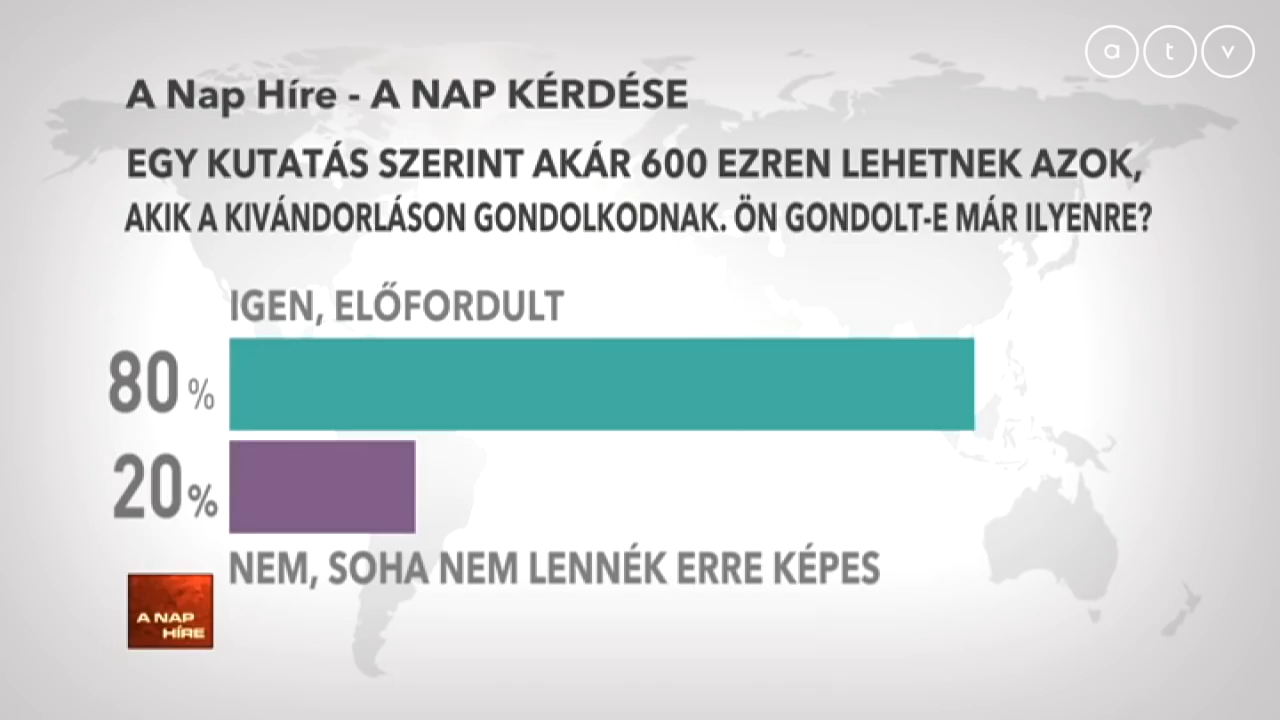 a t v
A Nap Híre - A NAP KÉRDÉSE
EGY KUTATÁS SZERINT AKÁR 600 EZREN LEHETNEK AZOK,
AKIK A KIVÁNDORLÁSON GONDOLKODNAK. ÖN GONDOLT-E MÁR ILYENRE?
IGEN, ELŐFORDULT
80 %
20 %
NEM, SOHA NEM LENNÉK ERRE KÉPES
A NAP
HÍRE